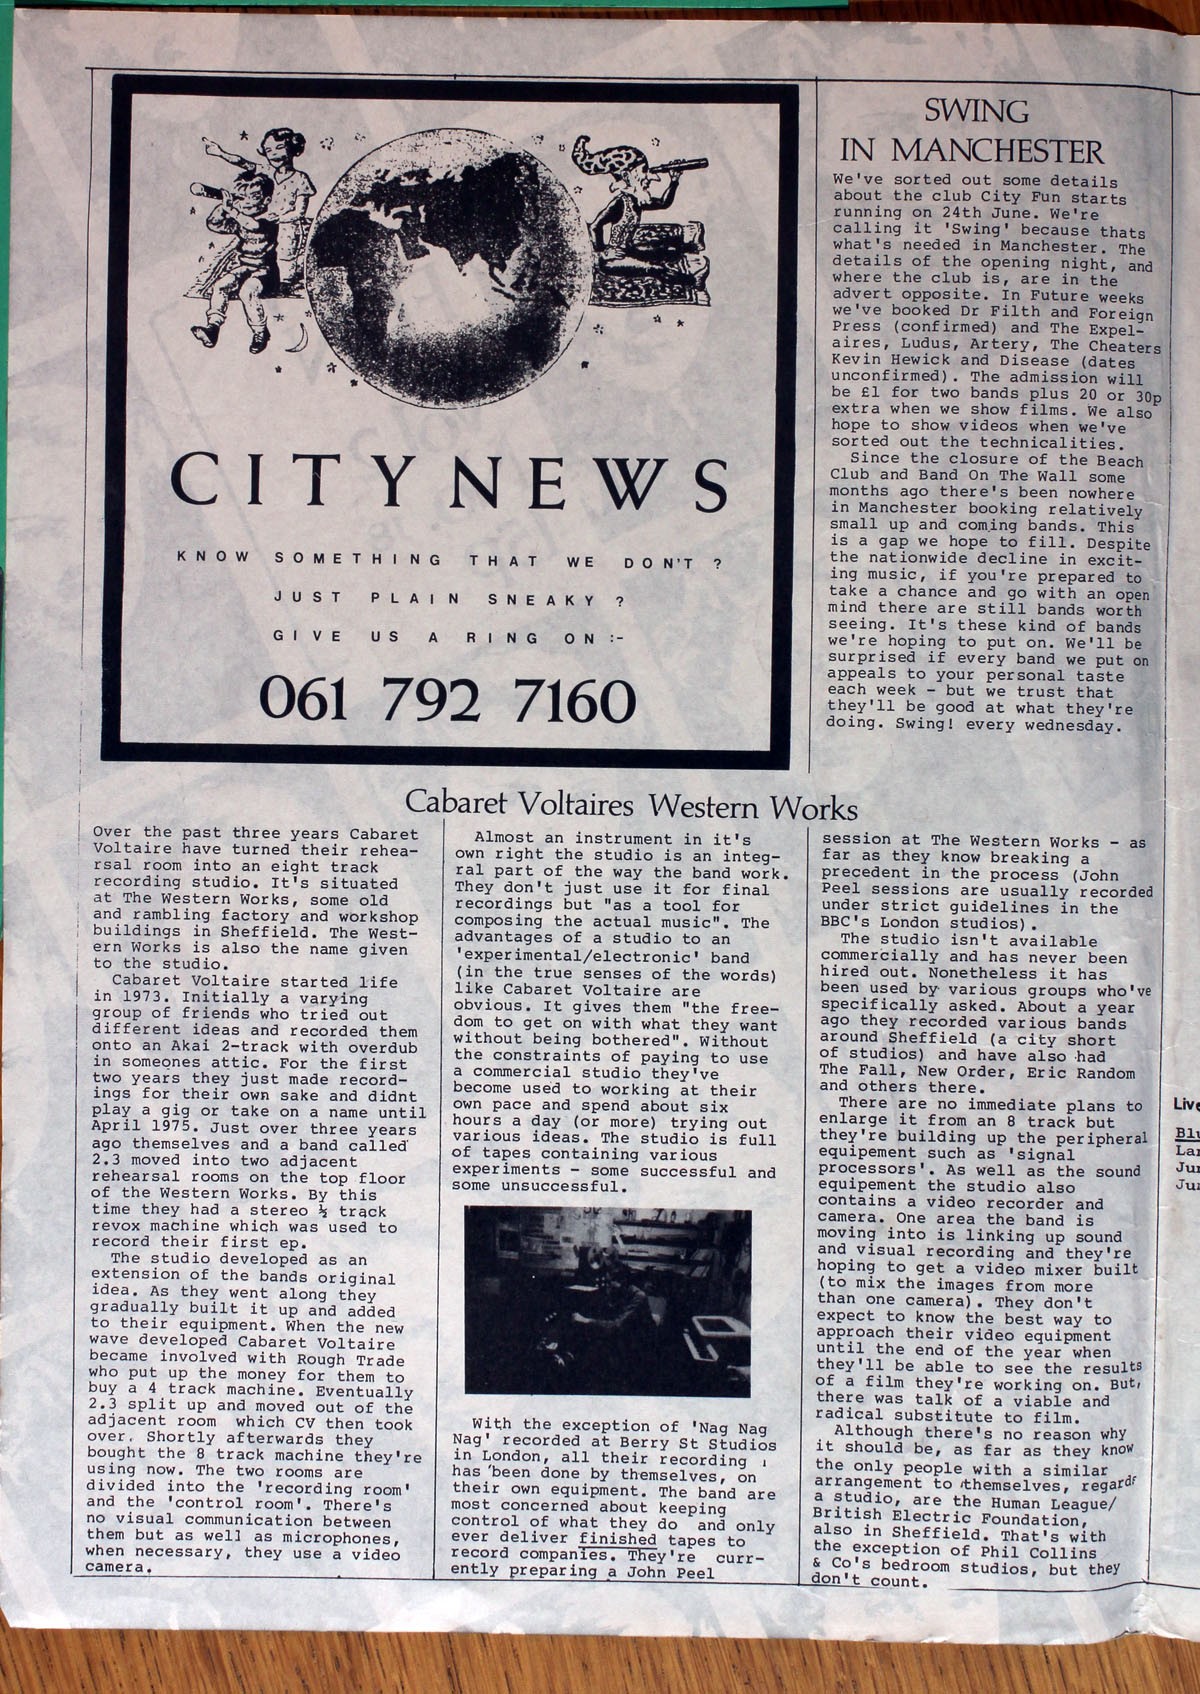 CITY NEWS
KNOW SOMETHING THAT WE DON'T ?
JUST PLAIN SNEAKY ?
GIVE US A RING ON :-
061 792 7160
SWING
IN MANCHESTER
We've sorted out some details
about the club City Fun starts
running on 24th June. We're
calling it 'Swing' because thats
what's needed in Manchester. The
details of the opening night, and
where the club is, are in the
advert opposite. In Future weeks
we've booked Dr Filth and Foreign
Press (confirmed) and The Expel-
aires, Ludus, Artery, The Cheaters
Kevin Hewick and Disease (dates
unconfirmed). The admission will
be £1 for two bands plus 20 or 30p
extra when we show films. We also
hope to show videos when we've
sorted out the technicalities.
Since the closure of the Beach
Club and Band On The Wall some
months ago there's been nowhere
in Manchester booking relatively
small up and coming bands. This
is a gap we hope to fill. Despite
the nationwide decline in excit-
ing music, if you're prepared to
take a chance and go with an open
mind there are still bands worth
seeing. It's these kind of bands
we're hoping to put on. We'll be
surprised if every band we put on
appeals to your personal taste
each week - but we trust that
they'll be good at what they're
doing. Swing! every wednesday.
Cabaret Voltaires Western Works
Over the past three years Cabaret
Voltaire have turned their rehea-
rsal room into an eight track
recording studio. It's situated
at The Western Works, some old
and rambling factory and workshop
buildings in Sheffield. The West-
ern Works is also the name given
to the studio.
Cabaret Voltaire started life
in 1973. Initially a varying
group of friends who tried out
different ideas and recorded them
onto an Akai 2-track with overdub
in someones attic. For the first
two years they just made record-
ings for their own sake and didnt
play a gig or take on a name until
April 1975. Just over three years
ago themselves and a band called
2.3 moved into two adjacent
rehearsal rooms on the top floor
of the Western Works. By this
time they had a stereo ½ track
revox machine which was used to
record their first ep.
The studio developed as an
extension of the bands original
idea. As they went along they
gradually built it up and added
to their equipment. When the new
wave developed Cabaret Voltaire
became involved with Rough Trade
who put up the money for them to
buy a 4 track machine. Eventually
2.3 split up and moved out of the
adjacent room which CV then took
over. Shortly afterwards they
bought the 8 track machine they're
using now. The two rooms are
divided into the 'recording room'
and the 'control room'. There's
no visual communication between
them but as well as microphones,
when necessary, they use a video
camera.
Almost an instrument in it's
own right the studio is an integ-
ral part of the way the band work.
They don't just use it for final
recordings but "as a tool for
composing the actual music". The
advantages of a studio to an
'experimental/electronic' band
(in the true senses of the words)
like Cabaret Voltaire are
obvious. It gives them "the free-
dom to get on with what they want
without being bothered". Without
the constraints of paying to use
a commercial studio they've
become used to working at their
own pace and spend about six
hours a day (or more) trying out
various ideas. The studio is full
of tapes containing various
experiments - some successful and
some unsuccessful.
With the exception of 'Nag Nag
Nag' recorded at Berry St Studios
in London, all their recording
has been done by themselves, on
their own equipment. The band are
most concerned about keeping
control of what they do and only
ever deliver finished tapes to
record companies. They're curr-
ently preparing a John Peel
session at The Western Works - as
far as they know breaking a
precedent in the process (John
Peel sessions are usually recorded
under strict guidelines in the
BBC's London studios).
The studio isn't available
commercially and has never been
hired out. Nonetheless it has
been used by various groups who've
specifically asked. About a year
ago they recorded various bands
around Sheffield (a city short
of studios) and have also had
The Fall, New Order, Eric Random
and others there.
There are no immediate plans to
enlarge it from an 8 track but
they're building up the peripheral
equipement such as 'signal
processors'. As well as the sound
equipement the studio also
contains a video recorder and
camera. One area the band is
moving into is linking up sound
and visual recording and they're
hoping to get a video mixer built
(to mix the images from more
than one camera). They don't
expect to know the best way to
approach their video equipment
until the end of the year when
they'll be able to see the results
of a film they're working on. But,
there was talk of a viable and
radical substitute to film.
Although there's no reason why
it should be, as far as they know
the only people with a similar
arrangement to themselves, regards
a studio, are the Human League/
British Electric Foundation,
also in Sheffield. That's with
the exception of Phil Collins
& Co's bedroom studios, but they
don't count.
Live